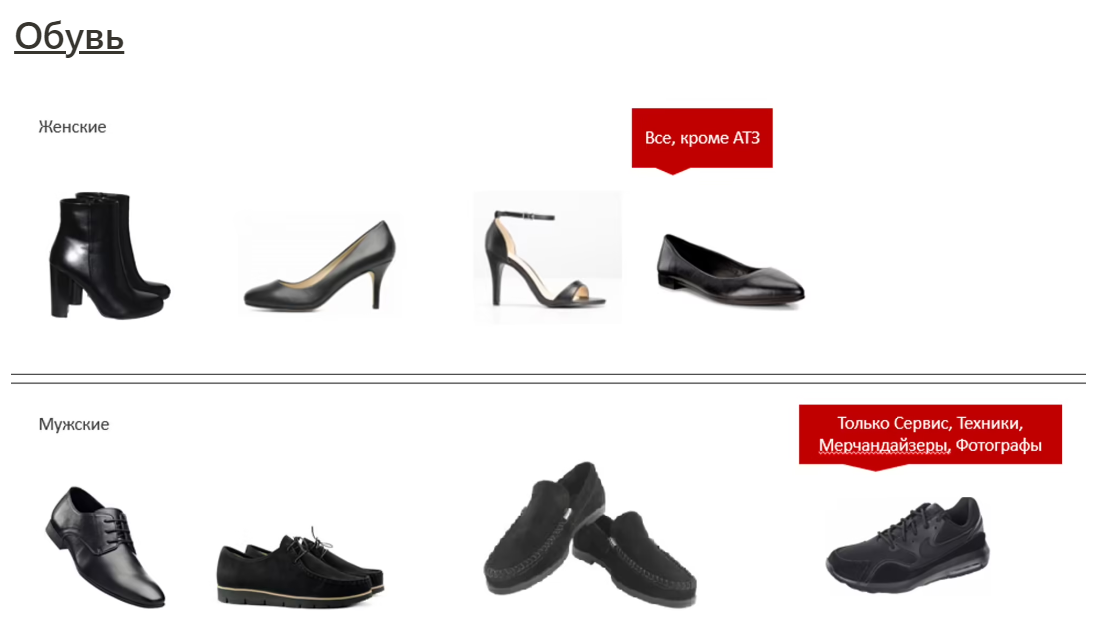 Обувь
Женские
Все, кроме АТЗ
Мужские
Только Сервис, Техники,
Мерчандайзеры, Фотографы